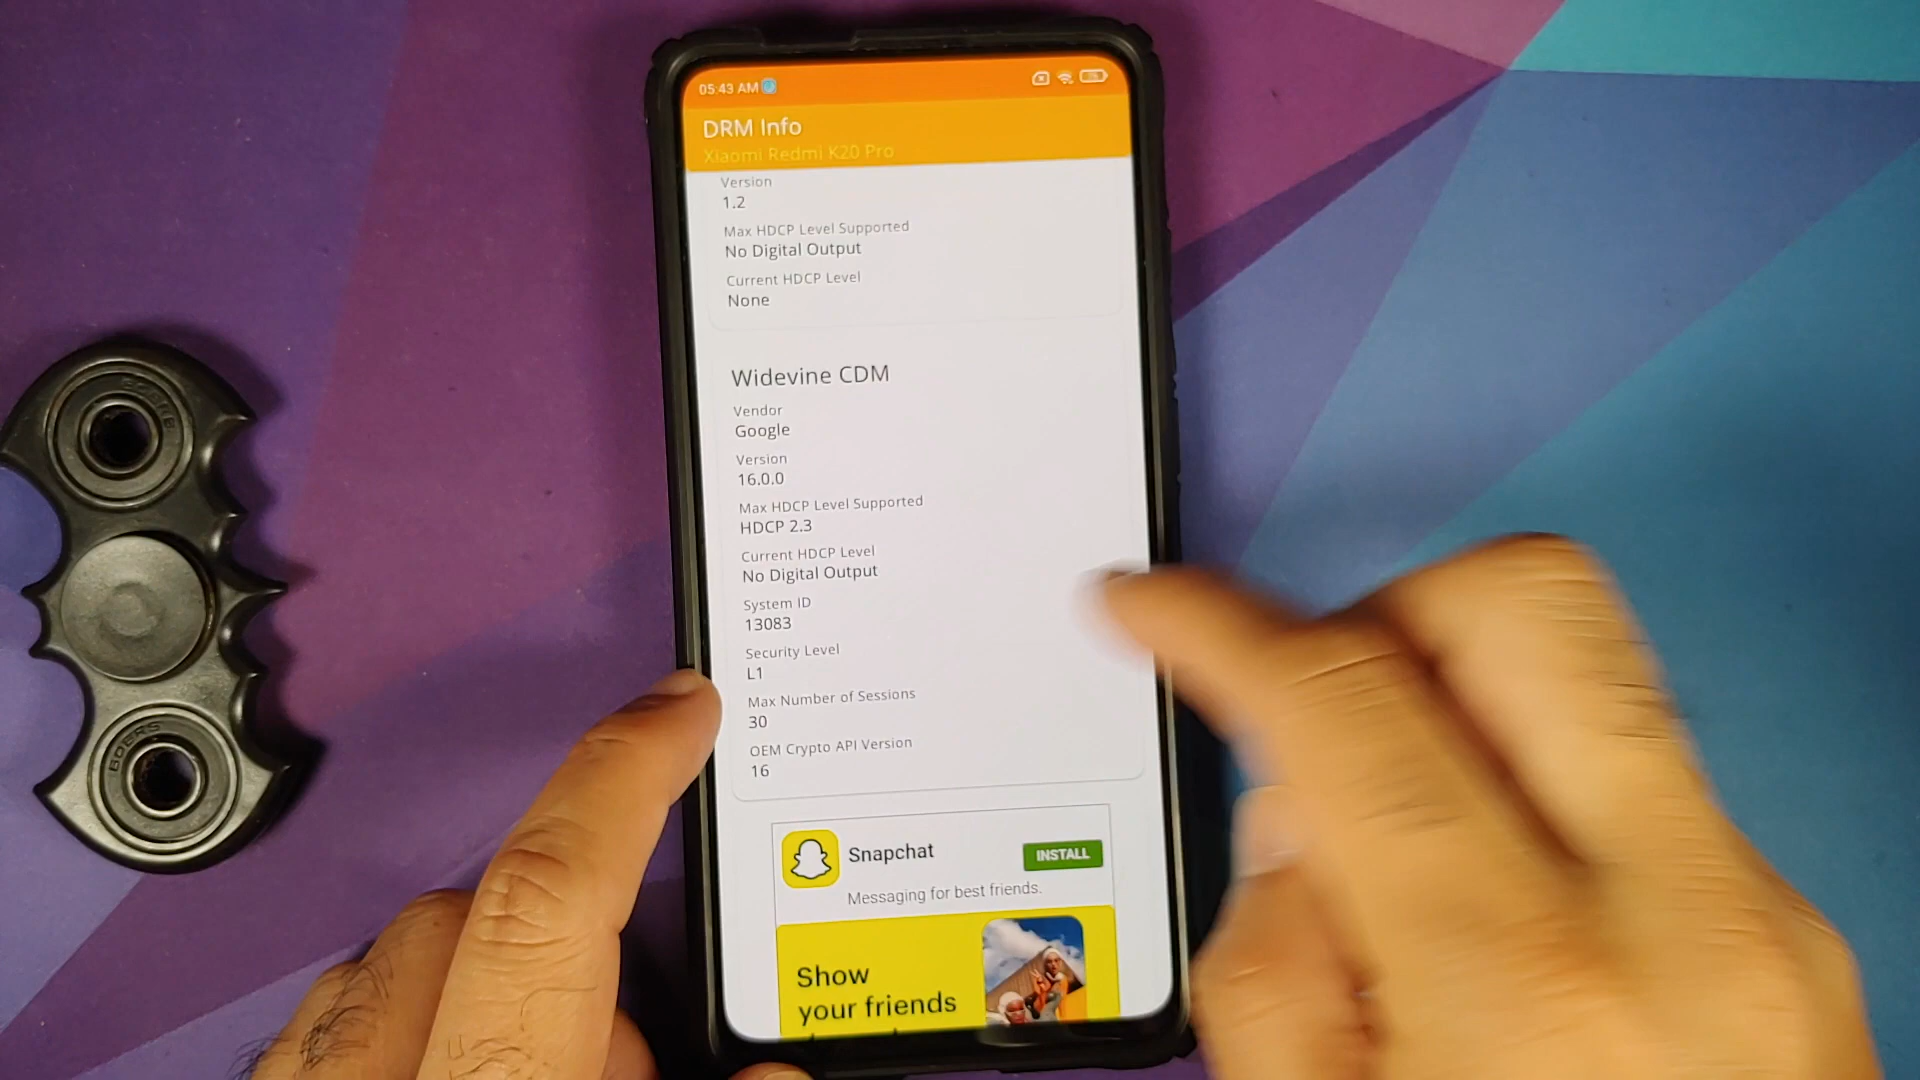 05:43 AM
DRM Info
Xiaomi Redmi K20 Pro
Version
1.2
Max HDCP Level Supported
No Digital Output
Current HDCP Level
None
Widevine CDM
Vendor
Google
Version
16.0.0
Max HDCP Level Supported
HDCP 2.3
Current HDCP Level
No Digital Output
System ID
13083
Security Level
L1
Max Number of Sessions
30
OEM Crypto API Version
16
Snapchat
INSTALL
Messaging for best friends.
Show
your friends